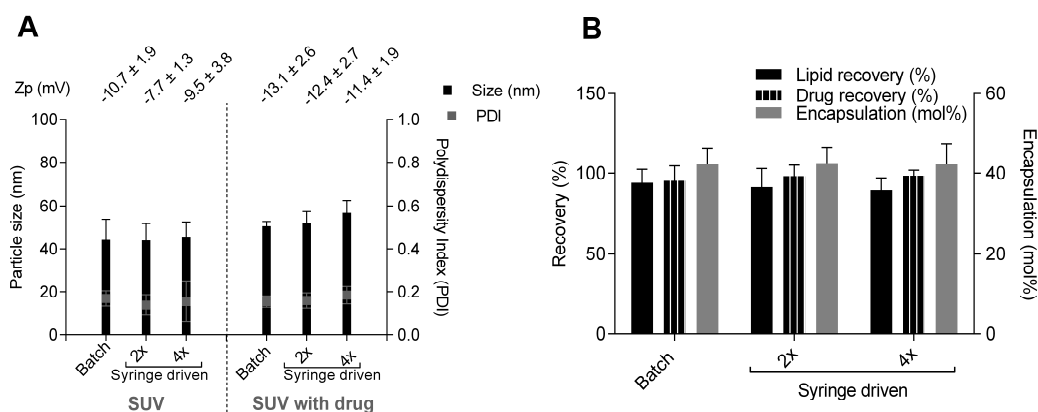 A
Zp (mV)
-10.7 ± 1.9
-7.7 ± 1.3
-9.5 ± 3.8
-13.1 ± 2.6
-12.4 ± 2.7
-11.4 ± 1.9
Size (nm)
PDI
Particle size (nm)
100
80
60
40
20
0
1.0
0.8
0.6
0.4
0.2
0.0
Polydispersity Index (PDI)
Batch
2x
4x
Syringe driven
SUV
Batch
2x
4x
Syringe driven
SUV with drug
B
Lipid recovery (%)
Drug recovery (%)
Encapsulation (mol%)
Recovery (%)
150
100
50
0
60
40
20
0
Encapsulation
(mol%)
Batch
2x
4x
Syringe driven